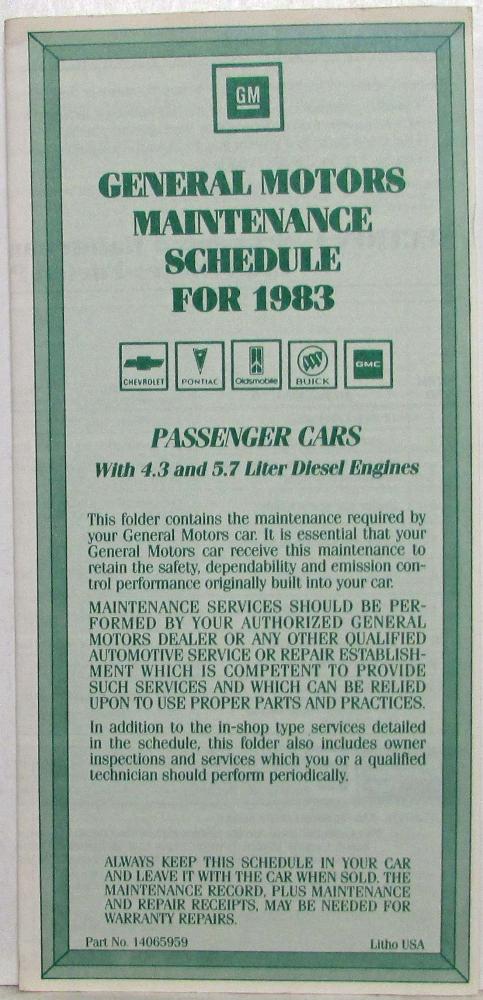 GM
GENERAL MOTORS
MAINTENANCE
SCHEDULE
FOR 1983
CHEVROLET PONTIAC Oldsmobile BUICK GMC
PASSENGER CARS
With 4.3 and 5.7 Liter Diesel Engines
This folder contains the maintenance required by
your General Motors car. It is essential that your
General Motors car receive this maintenance to
retain the safety, dependability and emission con-
trol performance originally built into your car.
MAINTENANCE SERVICES SHOULD BE PER-
FORMED BY YOUR AUTHORIZED GENERAL
MOTORS DEALER OR ANY OTHER QUALIFIED
AUTOMOTIVE SERVICE OR REPAIR ESTABLISH-
MENT WHICH IS COMPETENT TO PROVIDE
SUCH SERVICES AND WHICH CAN BE RELIED
UPON TO USE PROPER PARTS AND PRACTICES.
In addition to the in-shop type services detailed
in the schedule, this folder also includes owner
inspections and services which you or a qualified
technician should perform periodically.
ALWAYS KEEP THIS SCHEDULE IN YOUR CAR
AND LEAVE IT WITH THE CAR WHEN SOLD. THE
MAINTENANCE RECORD, PLUS MAINTENANCE
AND REPAIR RECEIPTS, MAY BE NEEDED FOR
WARRANTY REPAIRS.
Part No. 14065959 Litho USA